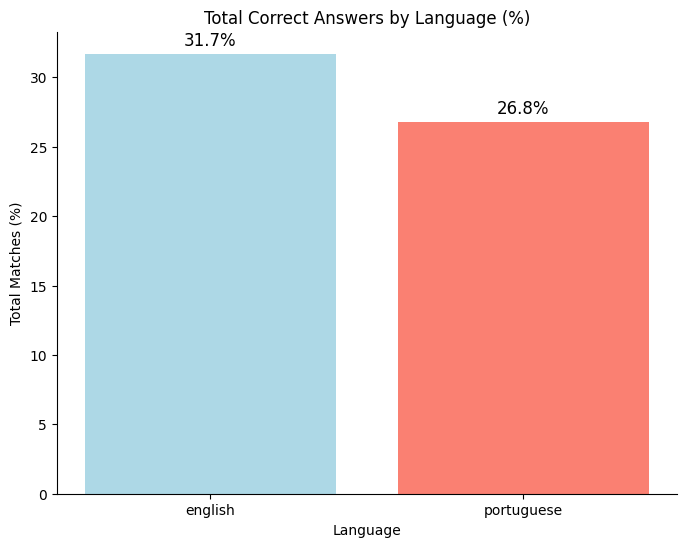 Total Correct Answers by Language (%)
31.7%
26.8%
Total Matches (%)
30
25
20
15
10
5
0
english
portuguese
Language